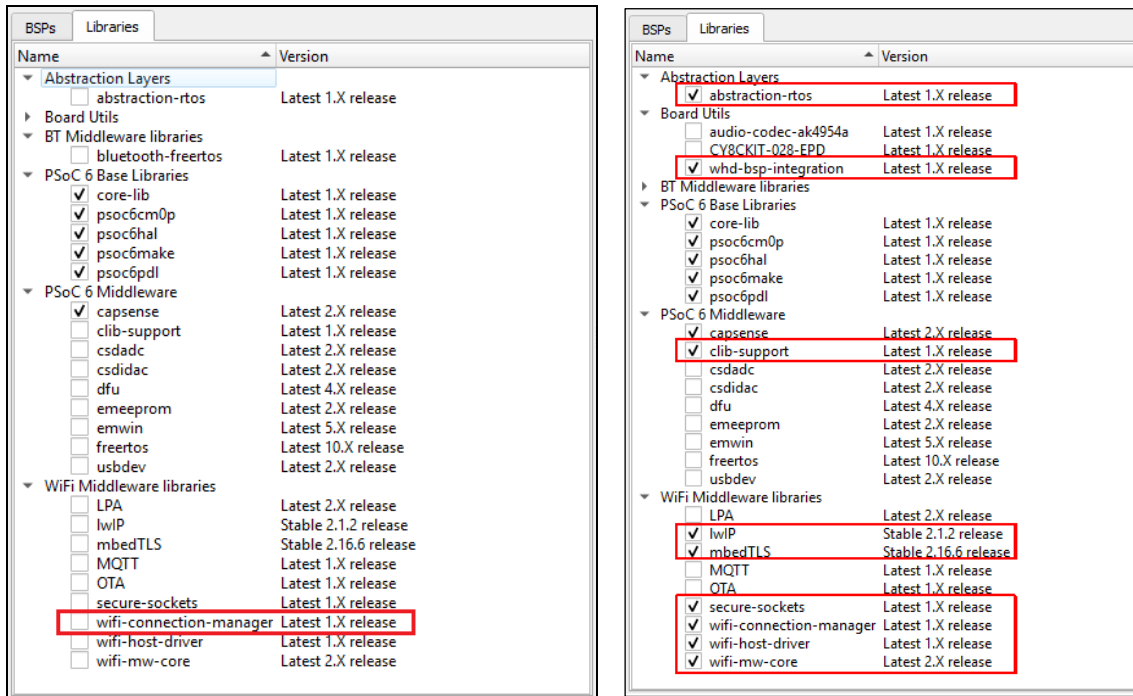 BSPs Libraries
Name Version
Abstraction Layers
abstraction-rtos Latest 1.X release
Board Utils
BT Middleware libraries
bluetooth-freertos Latest 1.X release
PSoC 6 Base Libraries
core-lib Latest 1.X release
psoc6cm0p Latest 1.X release
psoc6hal Latest 1.X release
psoc6make Latest 1.X release
psoc6pdl Latest 1.X release
PSoC 6 Middleware
capsense Latest 2.X release
clib-support Latest 1.X release
csdadc Latest 2.X release
csdidac Latest 2.X release
dfu Latest 4.X release
emeeprom Latest 2.X release
emwin Latest 5.X release
freertos Latest 10.X release
usbdev Latest 2.X release
WiFi Middleware libraries
LPA Latest 2.X release
lwIP Stable 2.1.2 release
mbedTLS Stable 2.16.6 release
MQTT Latest 1.X release
OTA Latest 1.X release
secure-sockets Latest 1.X release
wifi-connection-manager Latest 1.X release
wifi-host-driver Latest 1.X release
wifi-mw-core Latest 2.X release
BSPs Libraries
Name Version
Abstraction Layers
abstraction-rtos Latest 1.X release
Board Utils
audio-codec-ak4954a Latest 1.X release
CY8CKIT-028-EPD Latest 1.X release
whd-bsp-integration Latest 1.X release
BT Middleware libraries
PSoC 6 Base Libraries
core-lib Latest 1.X release
psoc6cm0p Latest 1.X release
psoc6hal Latest 1.X release
psoc6make Latest 1.X release
psoc6pdl Latest 1.X release
PSoC 6 Middleware
capsense Latest 2.X release
clib-support Latest 1.X release
csdadc Latest 2.X release
csdidac Latest 2.X release
dfu Latest 4.X release
emeeprom Latest 2.X release
emwin Latest 5.X release
freertos Latest 10.X release
usbdev Latest 2.X release
WiFi Middleware libraries
LPA Latest 2.X release
lwIP Stable 2.1.2 release
mbedTLS Stable 2.16.6 release
MQTT Latest 1.X release
OTA Latest 1.X release
secure-sockets Latest 1.X release
wifi-connection-manager Latest 1.X release
wifi-host-driver Latest 1.X release
wifi-mw-core Latest 2.X release